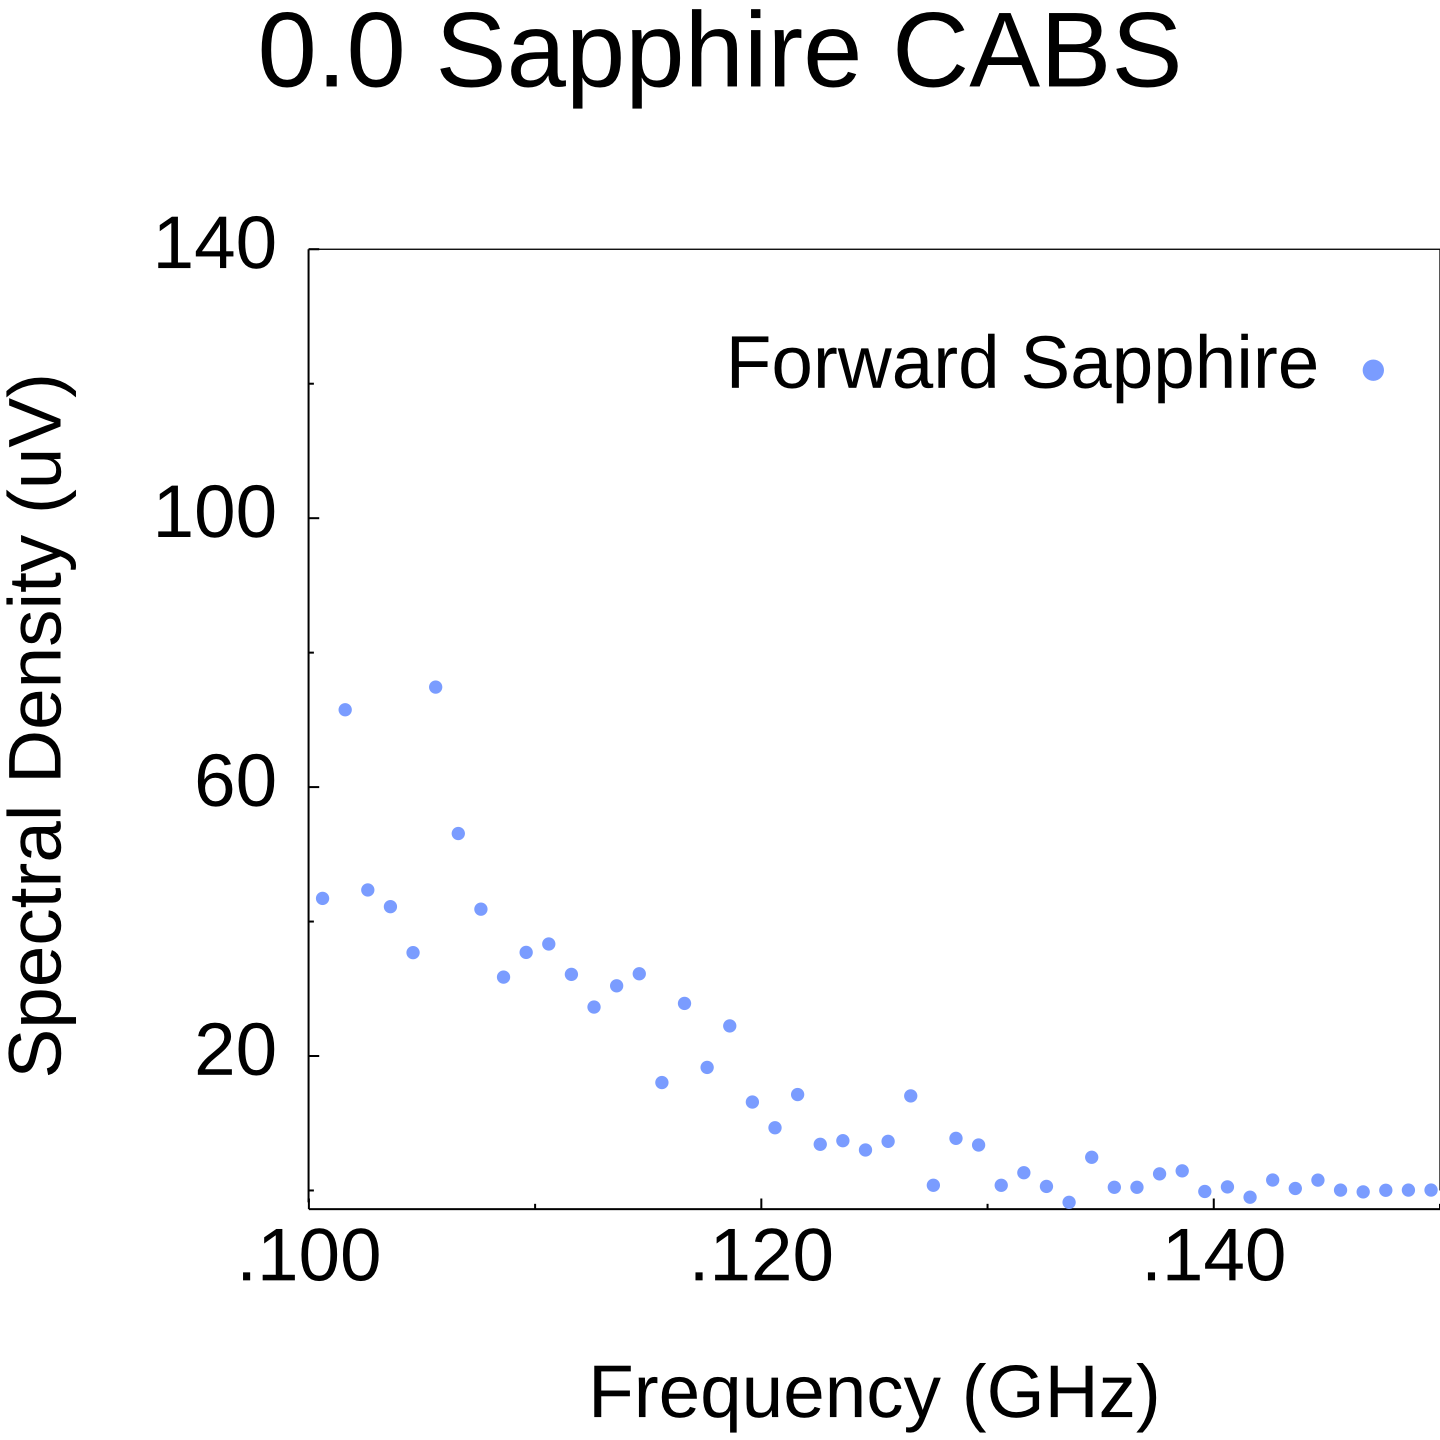 0.0 Sapphire CABS
140
Forward Sapphire
100
60
20
Spectral Density (uV)
.100 .120 .140
Frequency (GHz)